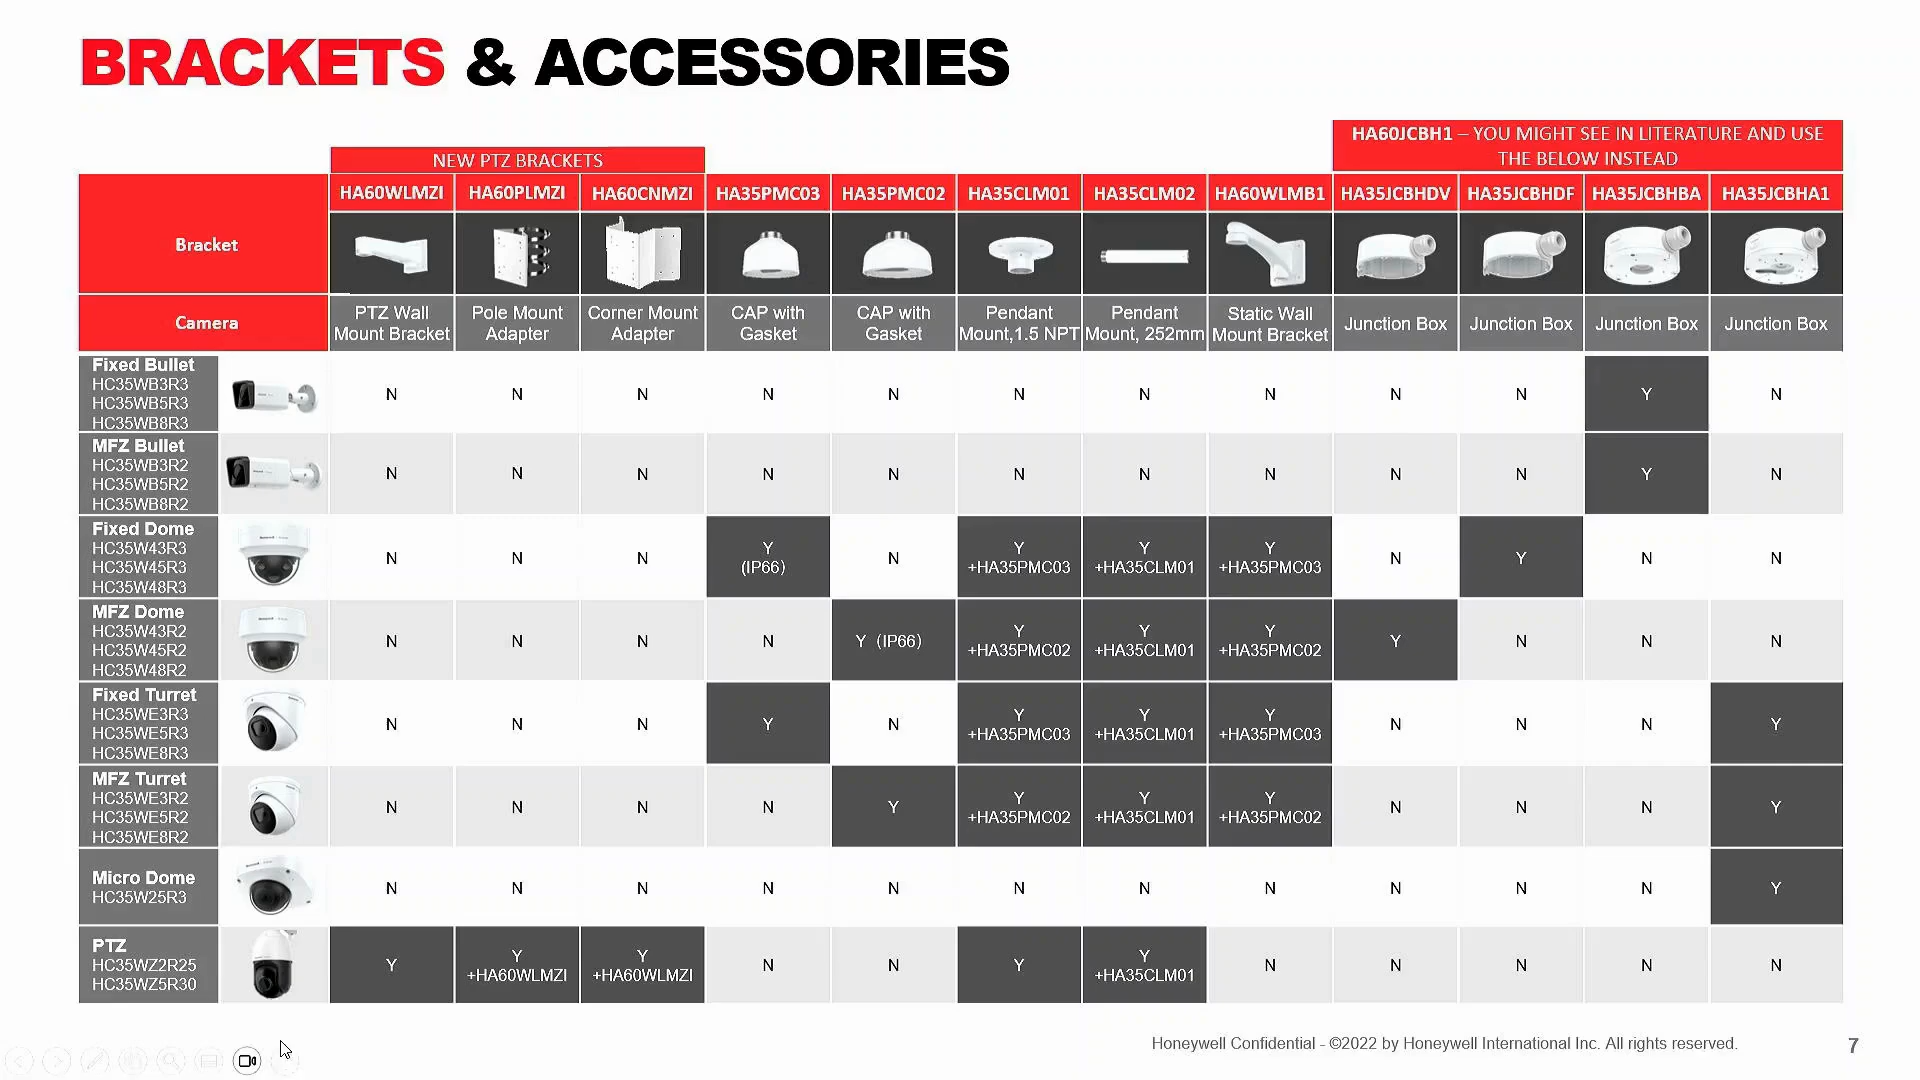 BRACKETS & ACCESSORIES
HA60JCBH1 – YOU MIGHT SEE IN LITERATURE AND USE
THE BELOW INSTEAD
NEW PTZ BRACKETS
Bracket
HA60WLMZI HA60PLMZI HA60CNMZI HA35PMC03 HA35PMC02 HA35CLM01 HA35CLM02 HA60WLMB1 HA35JCBHDV HA35JCBHDF HA35JCBHBA HA35JCBHA1
Camera
PTZ Wall Mount Bracket
Pole Mount Adapter
Corner Mount Adapter
CAP with Gasket
CAP with Gasket
Pendant Mount,1.5 NPT
Pendant Mount, 252mm
Static Wall Mount Bracket
Junction Box
Junction Box
Junction Box
Junction Box
Fixed Bullet
HC35WB3R3
HC35WB5R3
HC35WB8R3
N N N N N N N N N N Y N
MFZ Bullet
HC35WB3R2
HC35WB5R2
HC35WB8R2
N N N N N N N N N N Y N
Fixed Dome
HC35W43R3
HC35W45R3
HC35W48R3
N N N Y (IP66) N Y +HA35PMC03 Y +HA35CLM01 Y +HA35PMC03 N Y N N
MFZ Dome
HC35W43R2
HC35W45R2
HC35W48R2
N N N N Y (IP66) Y +HA35PMC02 Y +HA35CLM01 Y +HA35PMC02 Y N N N
Fixed Turret
HC35WE3R3
HC35WE5R3
HC35WE8R3
N N N Y N Y +HA35PMC03 Y +HA35CLM01 Y +HA35PMC03 N N N Y
MFZ Turret
HC35WE3R2
HC35WE5R2
HC35WE8R2
N N N N Y Y +HA35PMC02 Y +HA35CLM01 Y +HA35PMC02 N N N Y
Micro Dome
HC35W25R3
N N N N N N N N N N N Y
PTZ
HC35WZ2R25
HC35WZ5R30
Y Y +HA60WLMZI Y +HA60WLMZI N N Y Y +HA35CLM01 N N N N N
Honeywell Confidential - ©2022 by Honeywell International Inc. All rights reserved.
7